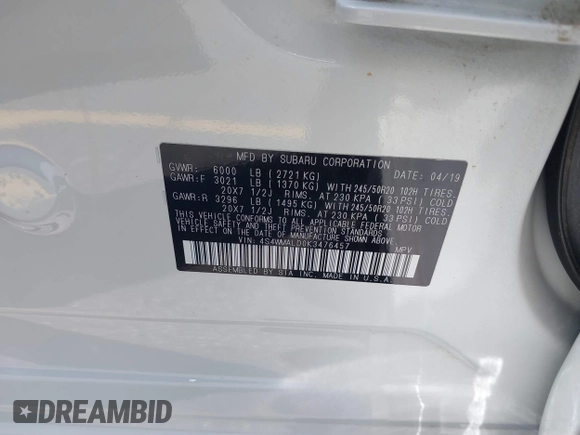 MFD BY SUBARU CORPORATION DATE: 04/19
GVWR: 6000 LB (2721 KG)
GAWR:F 3021 LB (1370 KG) WITH 245/50R20 102H TIRES.
20X7 1/2J RIMS. AT 230 KPA (33 PSI) COLD
GAWR:R 3296 LB (1495 KG) WITH 245/50R20 102H TIRES.
20X7 1/2J RIMS. AT 230 KPA (33 PSI) COLD
THIS VEHICLE CONFORMS TO ALL APPLICABLE FEDERAL MOTOR
VEHICLE SAFETY AND THEFT PREVENTION STANDARDS
IN EFFECT ON THE DATE OF MANUFACTURE SHOWN ABOVE.
VIN: 4S4WMALD0K3476457 MPV
ASSEMBLED BY SIA INC. MADE IN U.S.A.
DREAMBID